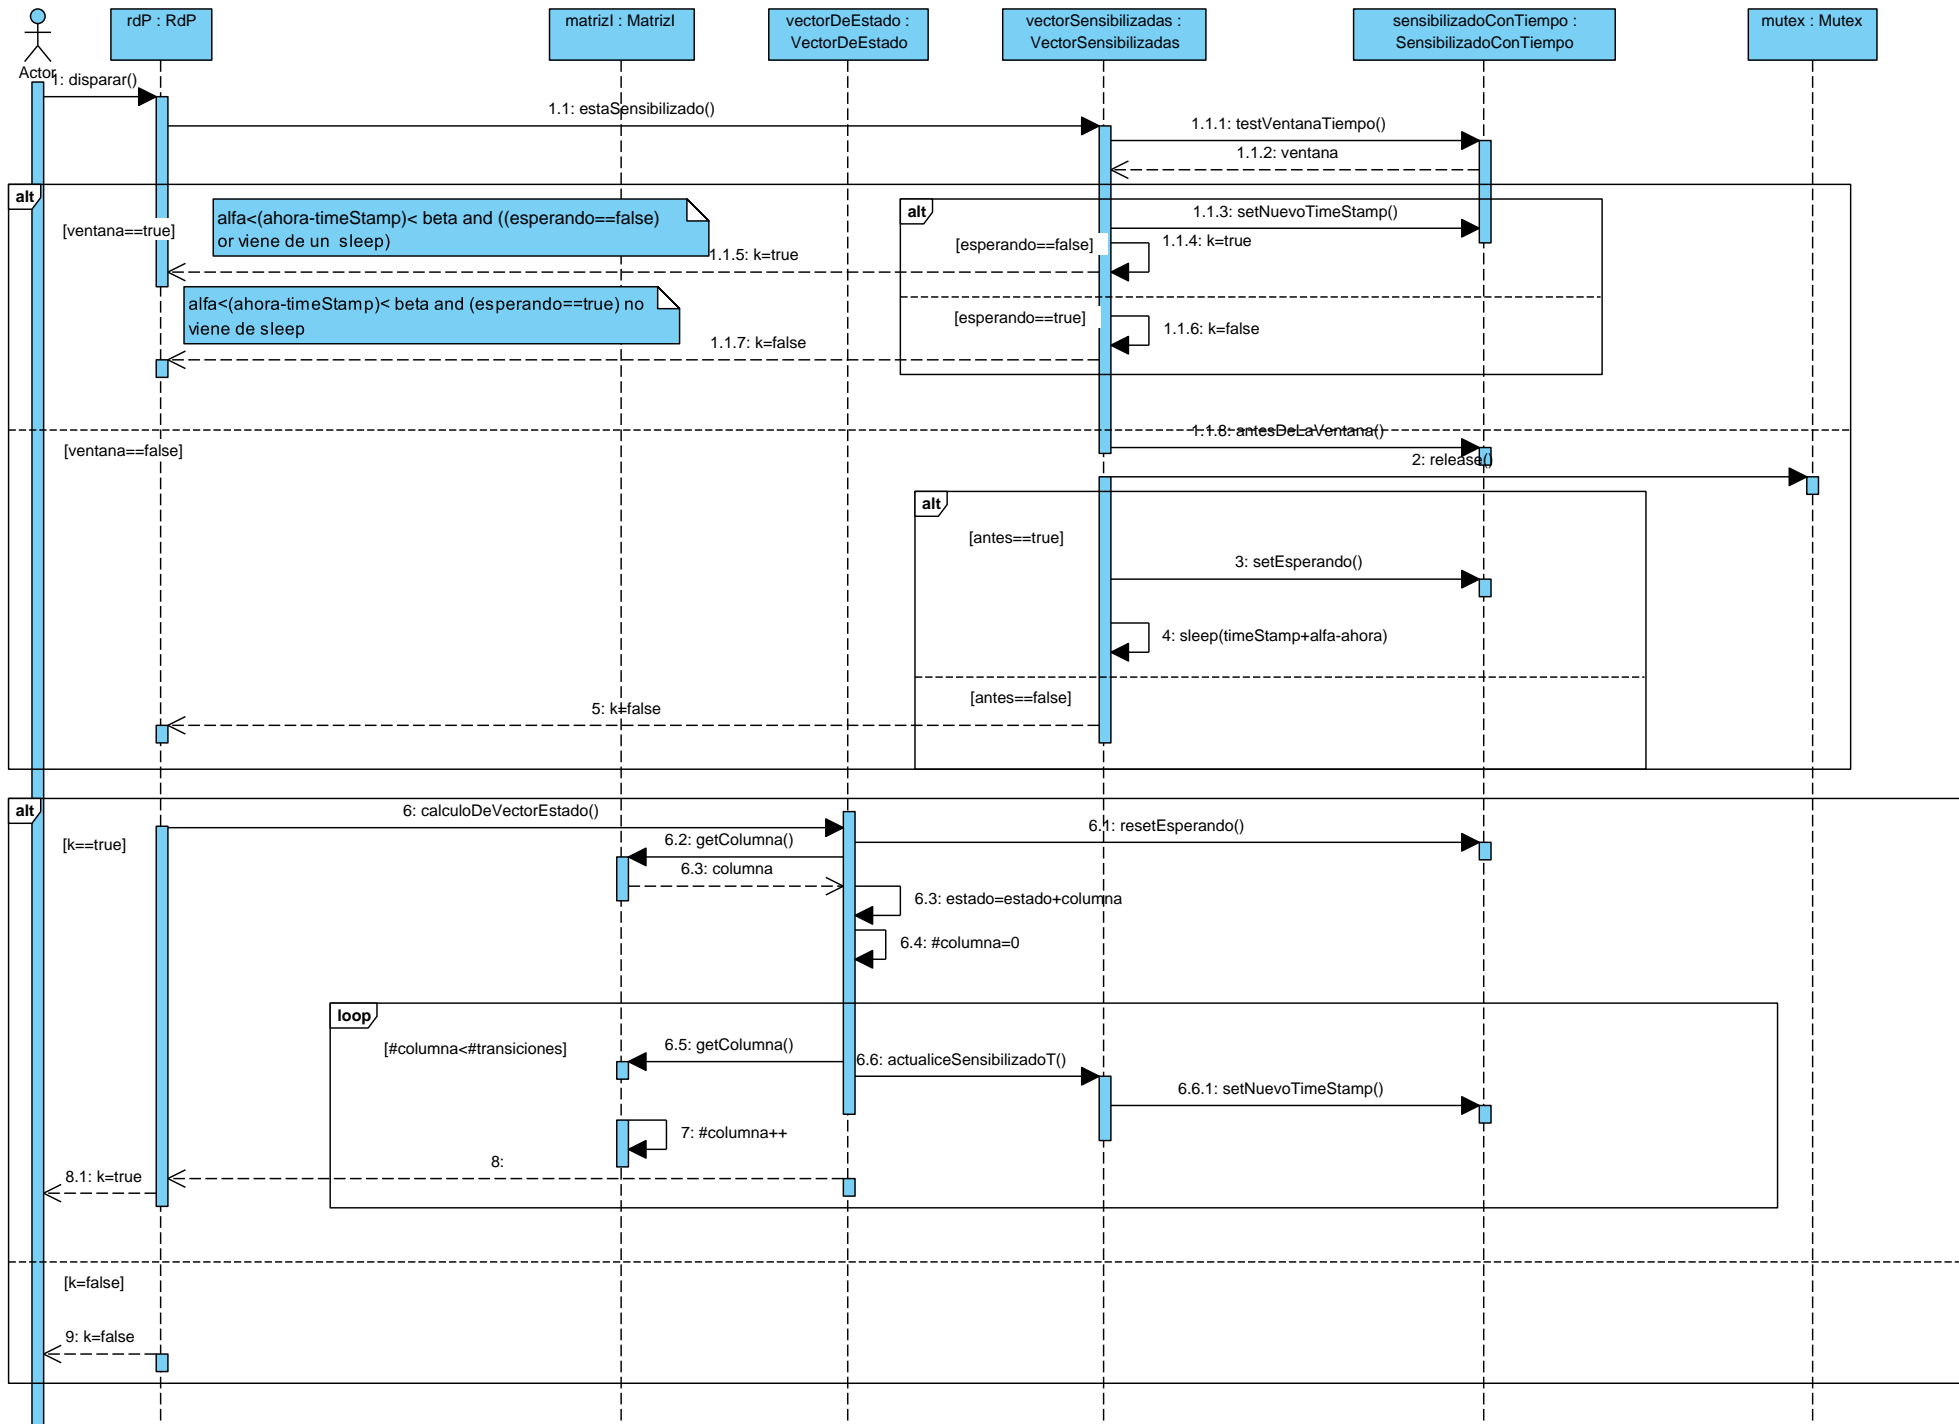 rdP : RdP
matrizI : MatrizI
vectorDeEstado :
VectorDeEstado
vectorSensibilizadas :
VectorSensibilizadas
sensibilizadoConTiempo :
SensibilizadoConTiempo
mutex : Mutex
Actor
1: disparar()
1.1: estaSensibilizado()
1.1.1: testVentanaTiempo()
1.1.2: ventana
alt
[ventana==true]
alfa<(ahora-timeStamp)< beta and ((esperando==false)
or viene de un sleep)
alt
1.1.3: setNuevoTimeStamp()
[esperando==false]
1.1.4: k=true
1.1.5: k=true
alfa<(ahora-timeStamp)< beta and (esperando==true) no
viene de sleep
[esperando==true]
1.1.6: k=false
1.1.7: k=false
1.1.8: antesDeLaVentana()
[ventana==false]
2: release()
alt
[antes==true]
3: setEsperando()
4: sleep(timeStamp+alfa-ahora)
[antes==false]
5: k=false
alt
6: calculoDeVectorEstado()
6.1: resetEsperando()
[k==true]
6.2: getColumna()
6.3: columna
6.3: estado=estado+columna
6.4: #columna=0
loop
[#columna<#transiciones]
6.5: getColumna()
6.6: actualiceSensibilizadoT()
6.6.1: setNuevoTimeStamp()
7: #columna++
8:
8.1: k=true
[k=false]
9: k=false